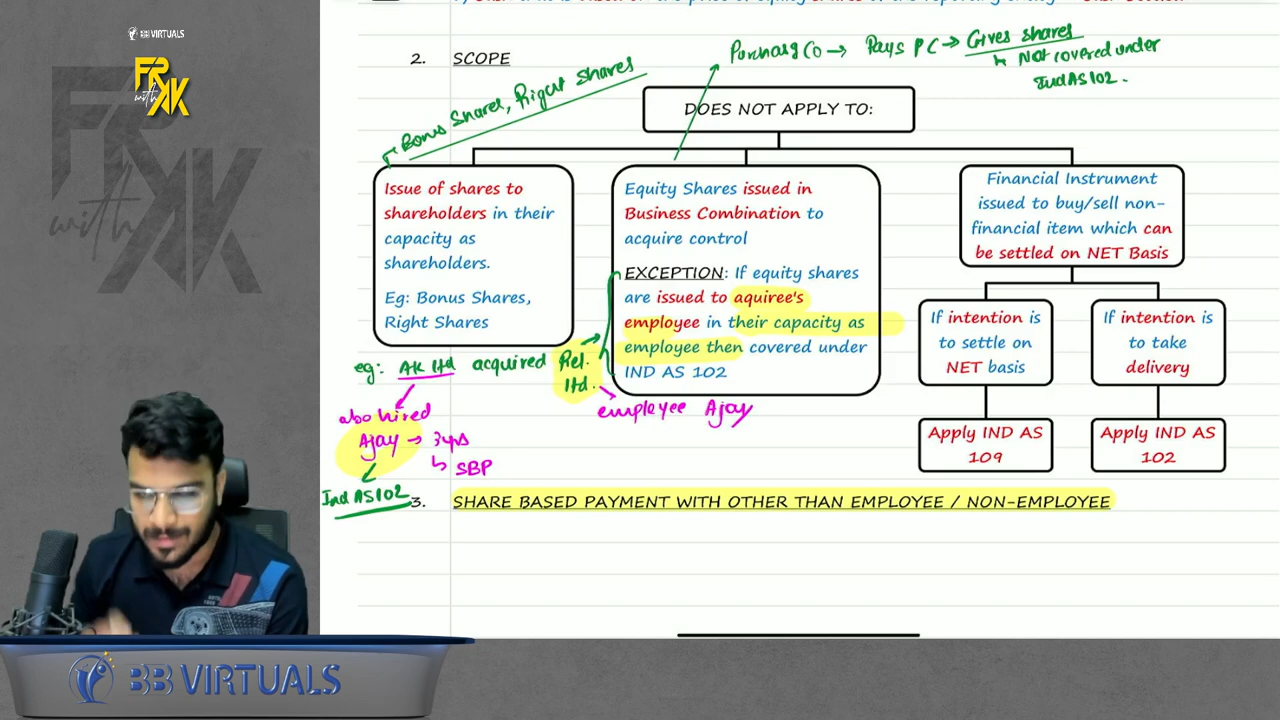 BB VIRTUALS
FR
with
AK
2. SCOPE
Purchasing Co → Pays PC → Gives shares
↳ Not covered under
Ind AS 102.
Bonus Shares, Right Shares
DOES NOT APPLY TO:
Issue of shares to
shareholders in their
capacity as
shareholders.
Eg: Bonus Shares,
Right Shares
Equity Shares issued in
Business Combination to
acquire control
EXCEPTION: If equity shares
are issued to aquiree's
employee in their capacity as
employee then covered under
IND AS 102
Financial Instrument
issued to buy/sell non-
financial item which can
be settled on NET Basis
If intention is
to settle on
NET basis
If intention is
to take
delivery
Apply IND AS
109
Apply IND AS
102
eg: AK ltd acquired Rel.
ltd.
employee Ajay
also hired
Ajay → 3yrs
↳ SBP
Ind AS 102
3. SHARE BASED PAYMENT WITH OTHER THAN EMPLOYEE / NON-EMPLOYEE
BB VIRTUALS